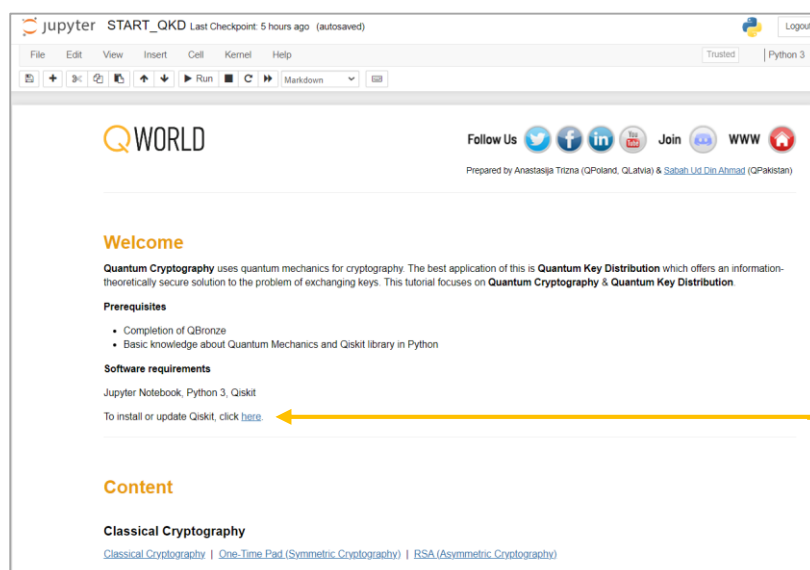 jupyter START_QKD Last Checkpoint: 5 hours ago (autosaved)
Logout
File Edit View Insert Cell Kernel Help
Trusted
Python 3
Run
Markdown
QWORLD
Follow Us
You
Tube
Join
WWW
Prepared by Anastasija Trizna (QPoland, QLatvia) & Sabah Ud Din Ahmad (QPakistan)
Welcome
Quantum Cryptography uses quantum mechanics for cryptography. The best application of this is Quantum Key Distribution which offers an information-
theoretically secure solution to the problem of exchanging keys. This tutorial focuses on Quantum Cryptography & Quantum Key Distribution.
Prerequisites
• Completion of QBronze
• Basic knowledge about Quantum Mechanics and Qiskit library in Python
Software requirements
Jupyter Notebook, Python 3, Qiskit
To install or update Qiskit, click here.
Content
Classical Cryptography
Classical Cryptography | One-Time Pad (Symmetric Cryptography) | RSA (Asymmetric Cryptography)